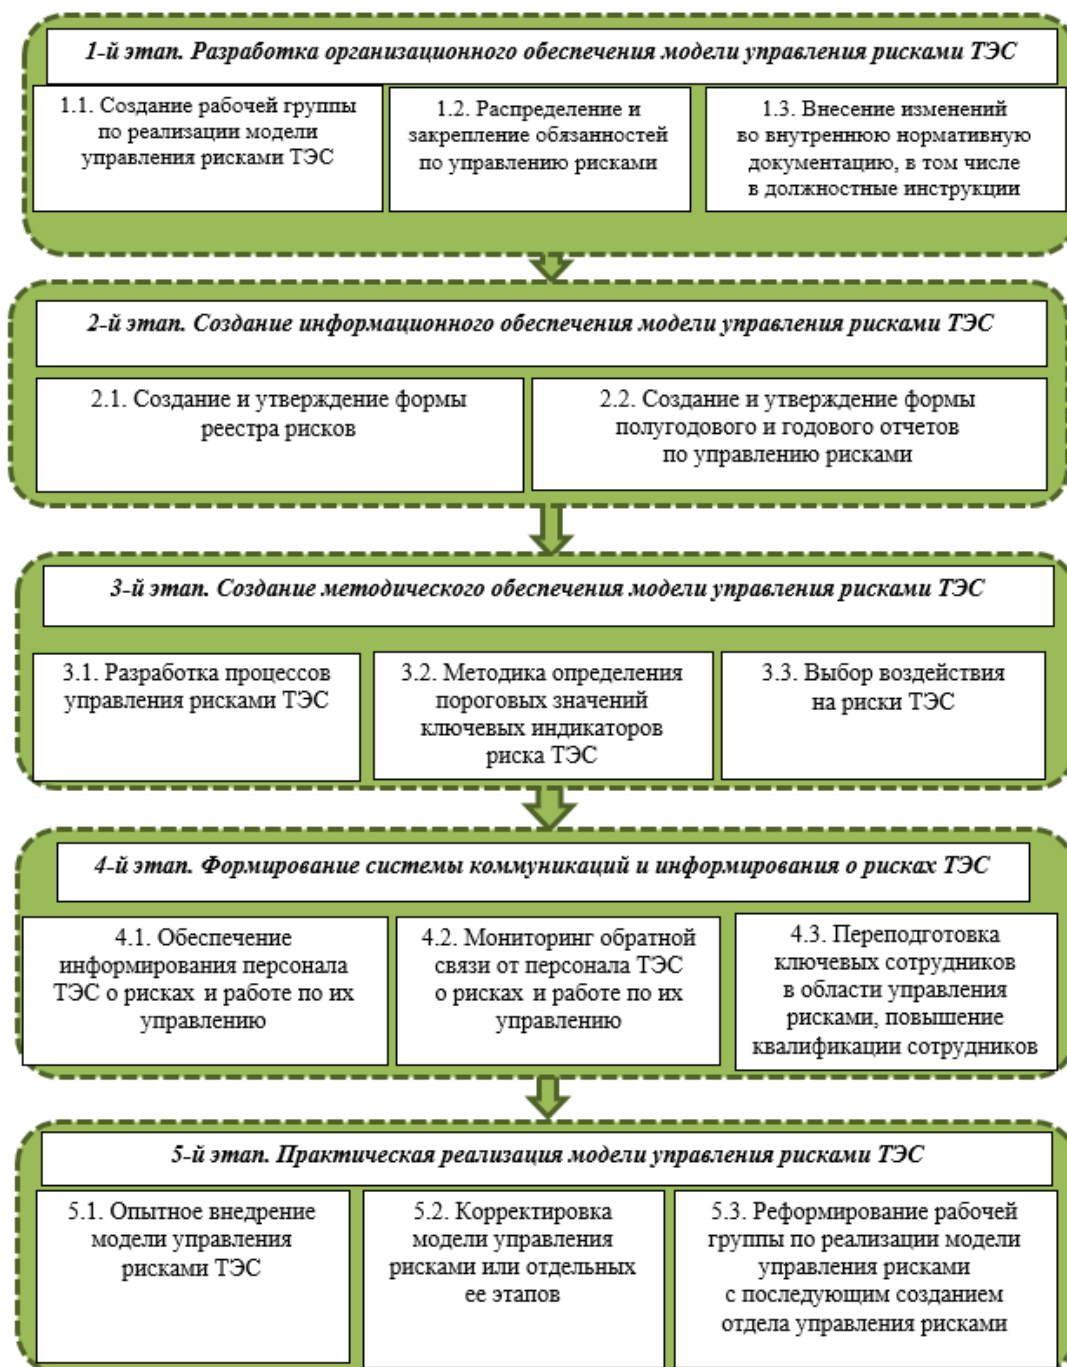 1-й этап. Разработка организационного обеспечения модели управления рисками ТЭС
1.1. Создание рабочей группы
по реализации модели
управления рисками ТЭС
1.2. Распределение и
закрепление обязанностей
по управлению рисками
1.3. Внесение изменений
во внутреннюю нормативную
документацию, в том числе
в должностные инструкции
2-й этап. Создание информационного обеспечения модели управления рисками ТЭС
2.1. Создание и утверждение формы
реестра рисков
2.2. Создание и утверждение формы
полугодового и годового отчетов
по управлению рисками
3-й этап. Создание методического обеспечения модели управления рисками ТЭС
3.1. Разработка процессов
управления рисками ТЭС
3.2. Методика определения
пороговых значений
ключевых индикаторов
риска ТЭС
3.3. Выбор воздействия
на риски ТЭС
4-й этап. Формирование системы коммуникаций и информирования о рисках ТЭС
4.1. Обеспечение
информирования персонала
ТЭС о рисках и работе по их
управлению
4.2. Мониторинг обратной
связи от персонала ТЭС
о рисках и работе по их
управлению
4.3. Переподготовка
ключевых сотрудников
в области управления
рисками, повышение
квалификации сотрудников
5-й этап. Практическая реализация модели управления рисками ТЭС
5.1. Опытное внедрение
модели управления
рисками ТЭС
5.2. Корректировка
модели управления
рисками или отдельных
ее этапов
5.3. Реформирование рабочей
группы по реализации модели
управления рисками
с последующим созданием
отдела управления рисками